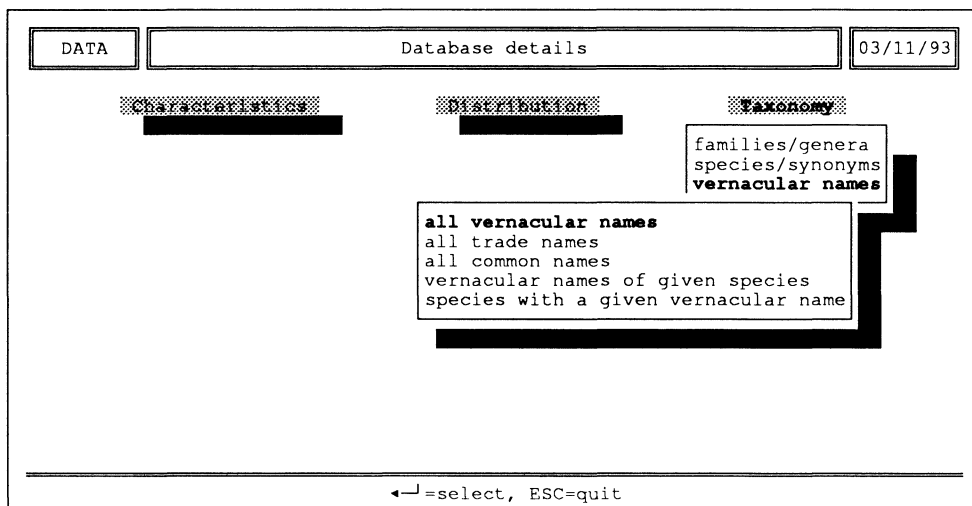 DATA
Database details
03/11/93
Characteristics
Distribution
Taxonomy
families/genera
species/synonyms
vernacular names
all vernacular names
all trade names
all common names
vernacular names of given species
species with a given vernacular name
◄─┘=select, ESC=quit